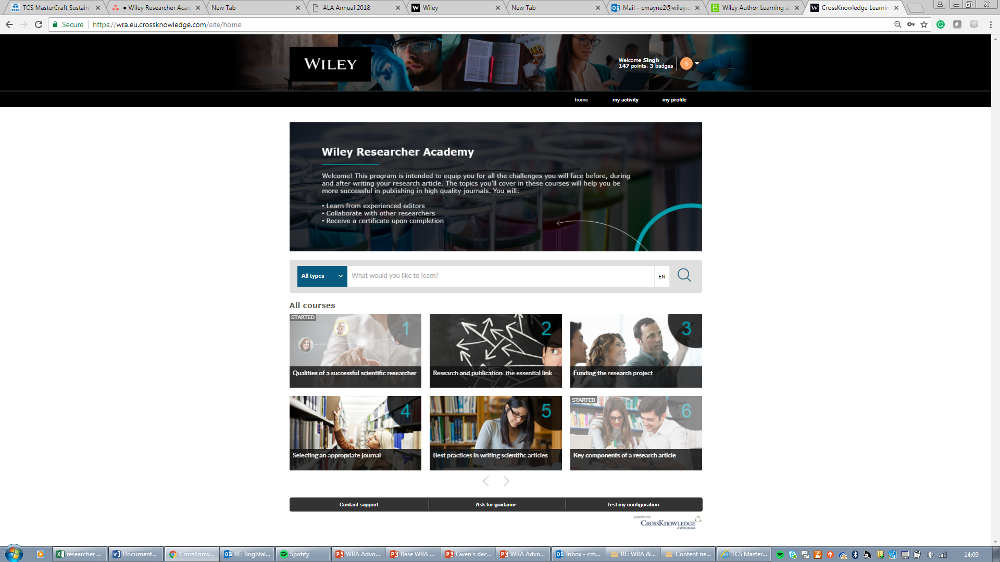 TCS MasterCraft Sustain
● Wiley Researcher Acad
New Tab
ALA Annual 2018
Wiley
New Tab
Mail – cmayne2@wiley.c
Wiley Author Learning a
CrossKnowledge Learnin
Secure
https://wra.eu.crossknowledge.com/site/home
WILEY
Welcome Singh
147 points, 3 badges
S
home
my activity
my profile
Wiley Researcher Academy
Welcome! This program is intended to equip you for all the challenges you will face before, during
and after writing your research article. The topics you'll cover in these courses will help you be
more successful in publishing in high quality journals. You will:
• Learn from experienced editors
• Collaborate with other researchers
• Receive a certificate upon completion
All types
What would you like to learn?
EN
All courses
STARTED
1
Qualities of a successful scientific researcher
2
Research and publication: the essential link
3
Funding the research project
4
Selecting an appropriate journal
5
Best practices in writing scientific articles
STARTED
6
Key components of a research article
Contact support
Ask for guidance
Test my configuration
powered by
CROSSKNOWLEDGE
A Wiley Brand
researcher ...
Document...
CrossKnow...
RE: Brightal...
Spotify
WRA Advo...
Base WRA ...
Gwen's dec...
WRA Advo...
Inbox - cm...
RE: WRA &...
Content ne...
TCS Master...
14:09